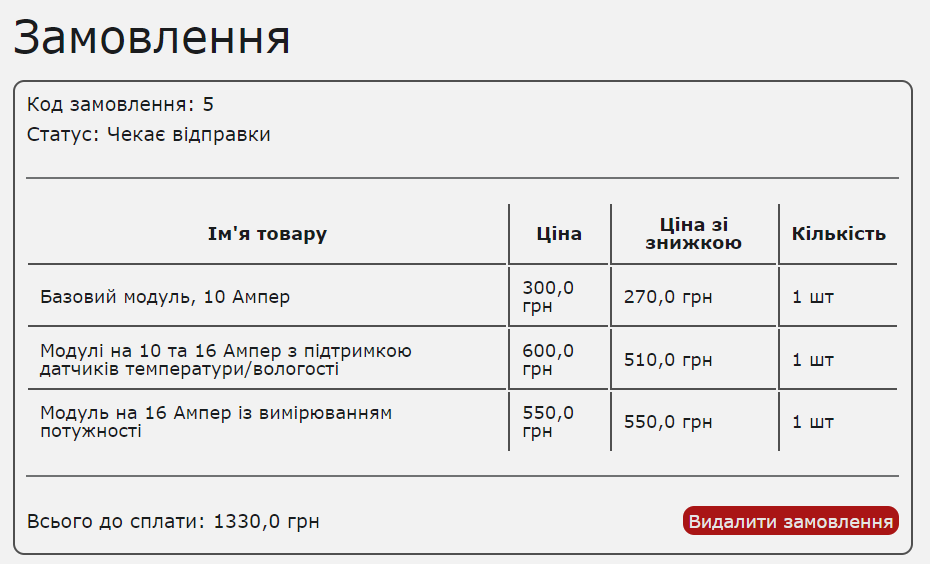 Замовлення
Код замовлення: 5
Статус: Чекає відправки
Ім'я товару Ціна Ціна зі знижкою Кількість
Базовий модуль, 10 Ампер 300,0 грн 270,0 грн 1 шт
Модулі на 10 та 16 Ампер з підтримкою датчиків температури/вологості 600,0 грн 510,0 грн 1 шт
Модуль на 16 Ампер із вимірюванням потужності 550,0 грн 550,0 грн 1 шт
Всього до сплати: 1330,0 грн Видалити замовлення